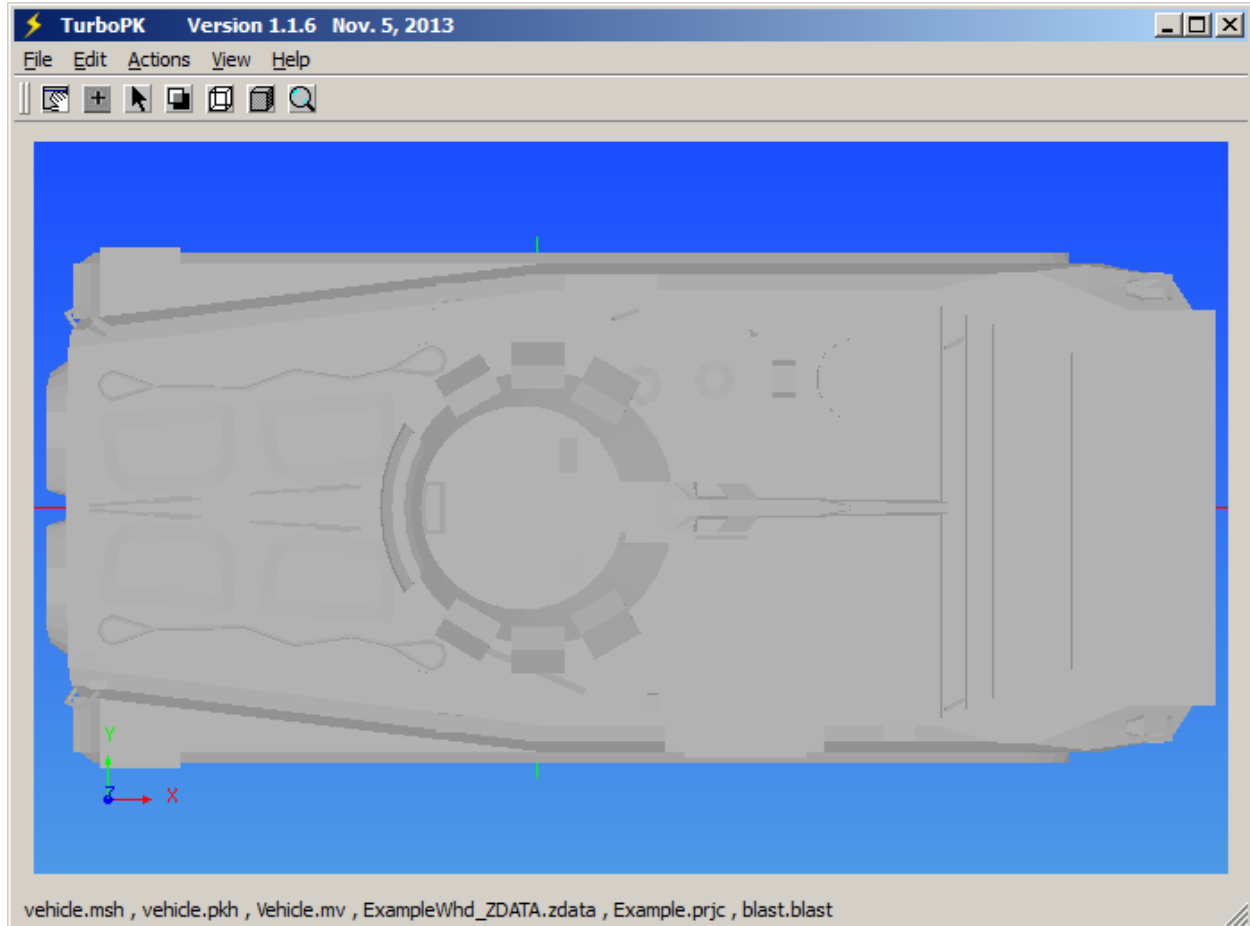 TurboPK Version 1.1.6 Nov. 5, 2013
File Edit Actions View Help
Y
Z X
vehicle.msh , vehicle.pkh , Vehicle.mv , ExampleWhd_ZDATA.zdata , Example.prjc , blast.blast